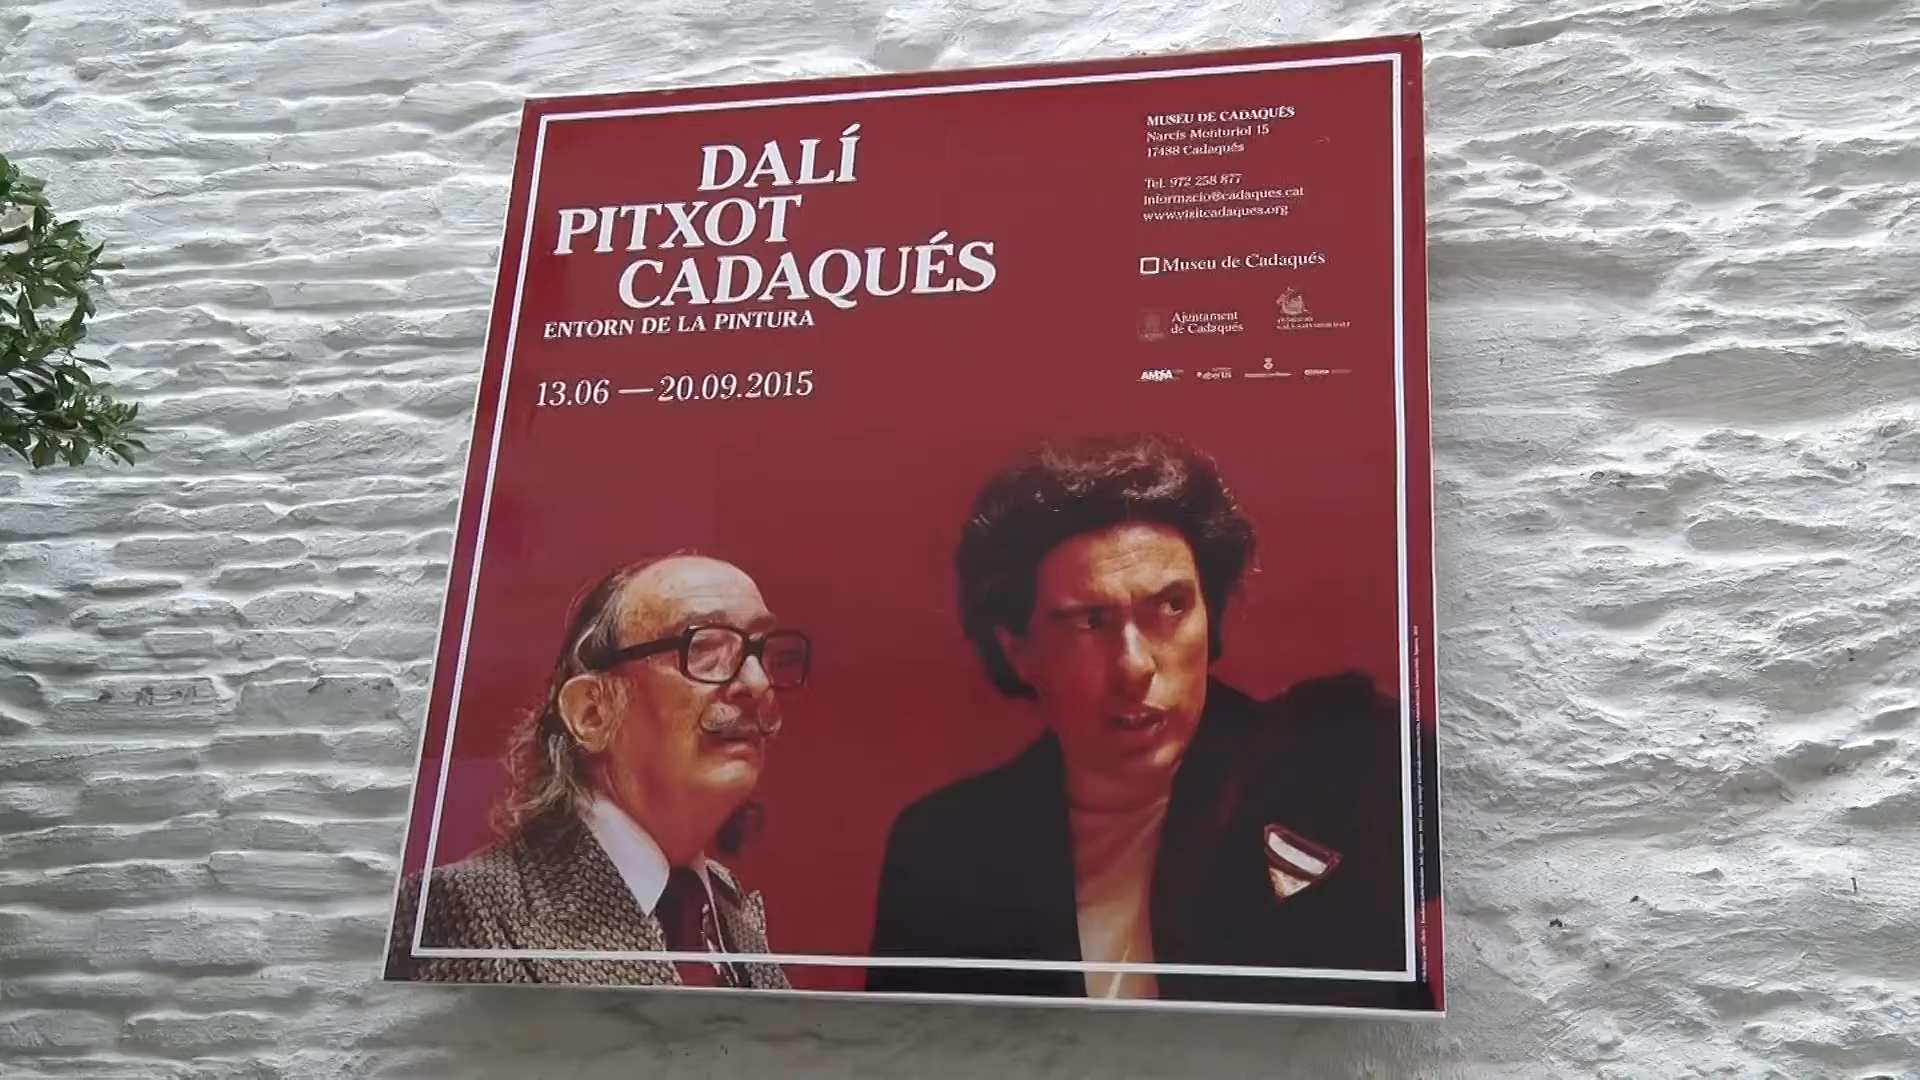 DALÍ
PITXOT
CADAQUÉS
ENTORN DE LA PINTURA
13.06 — 20.09.2015
MUSEU DE CADAQUÉS
Narcís Monturiol 15
17488 Cadaqués
Tel. 972 258 877
informacio@cadaques.cat
www.visitcadaques.org
Museu de Cadaqués
Ajuntament
de Cadaqués
abertis